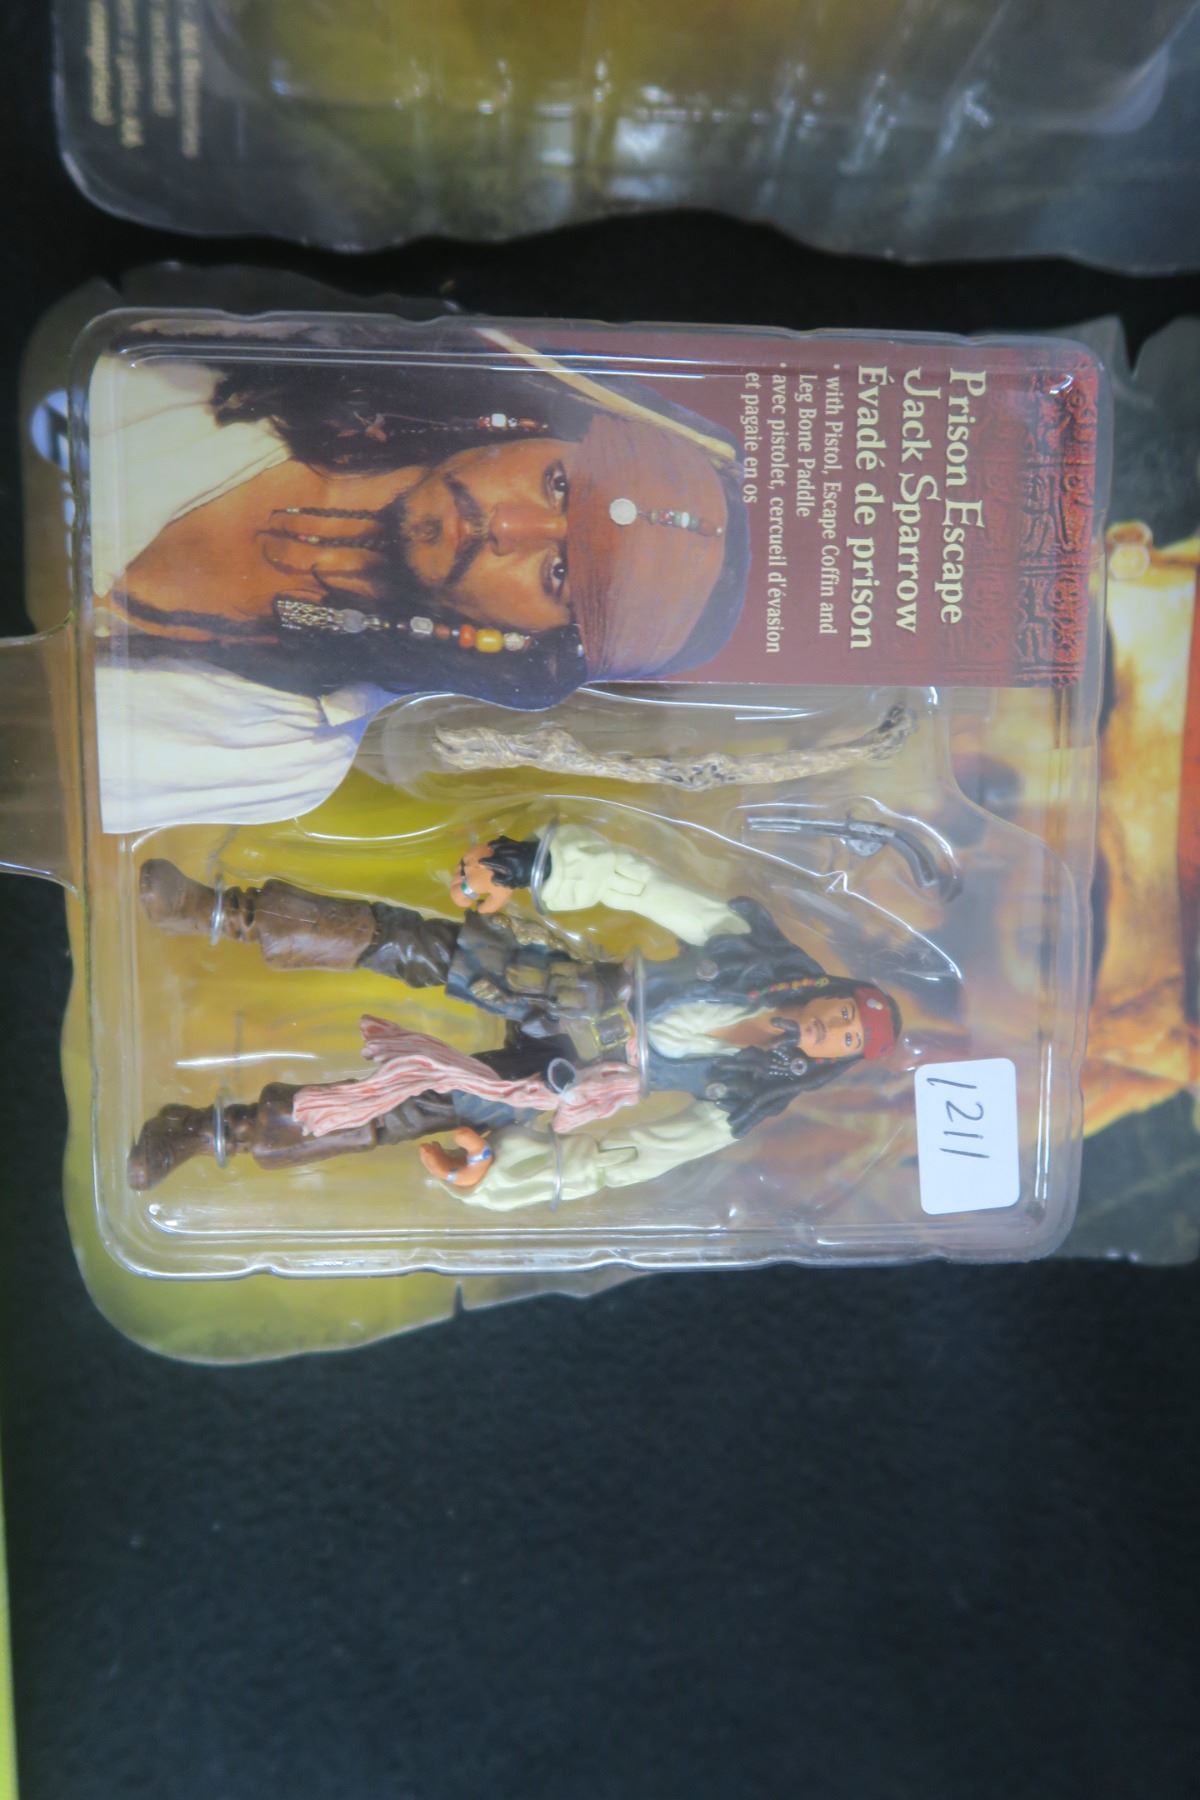 Prison Escape
Jack Sparrow
Évadé de prison
• with Pistol, Escape Coffin and
Leg Bone Paddle
• avec pistolet, cercueil d'évasion
et pagaie en os
1211